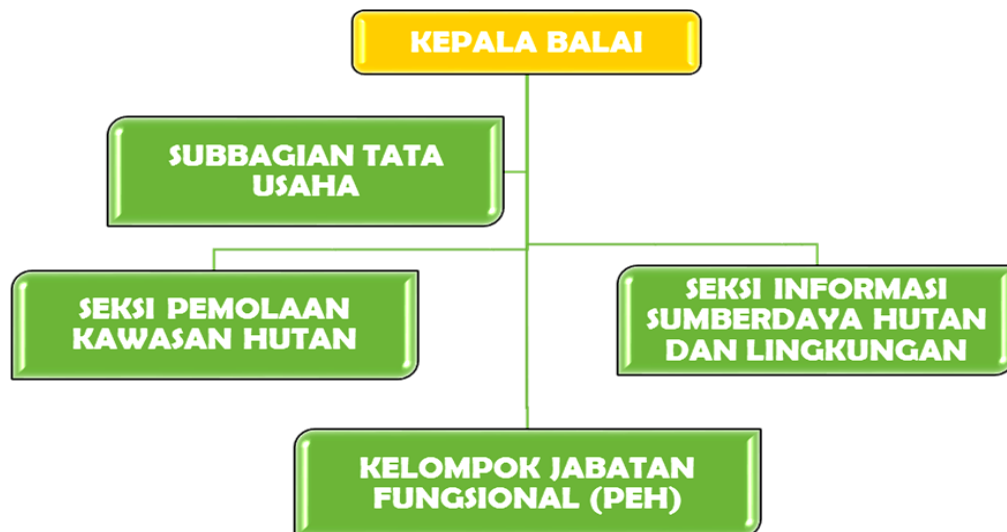 KEPALA BALAI
SUBBAGIAN TATA
USAHA
SEKSI PEMOLAAN
KAWASAN HUTAN
SEKSI INFORMASI
SUMBERDAYA HUTAN
DAN LINGKUNGAN
KELOMPOK JABATAN
FUNGSIONAL (PEH)